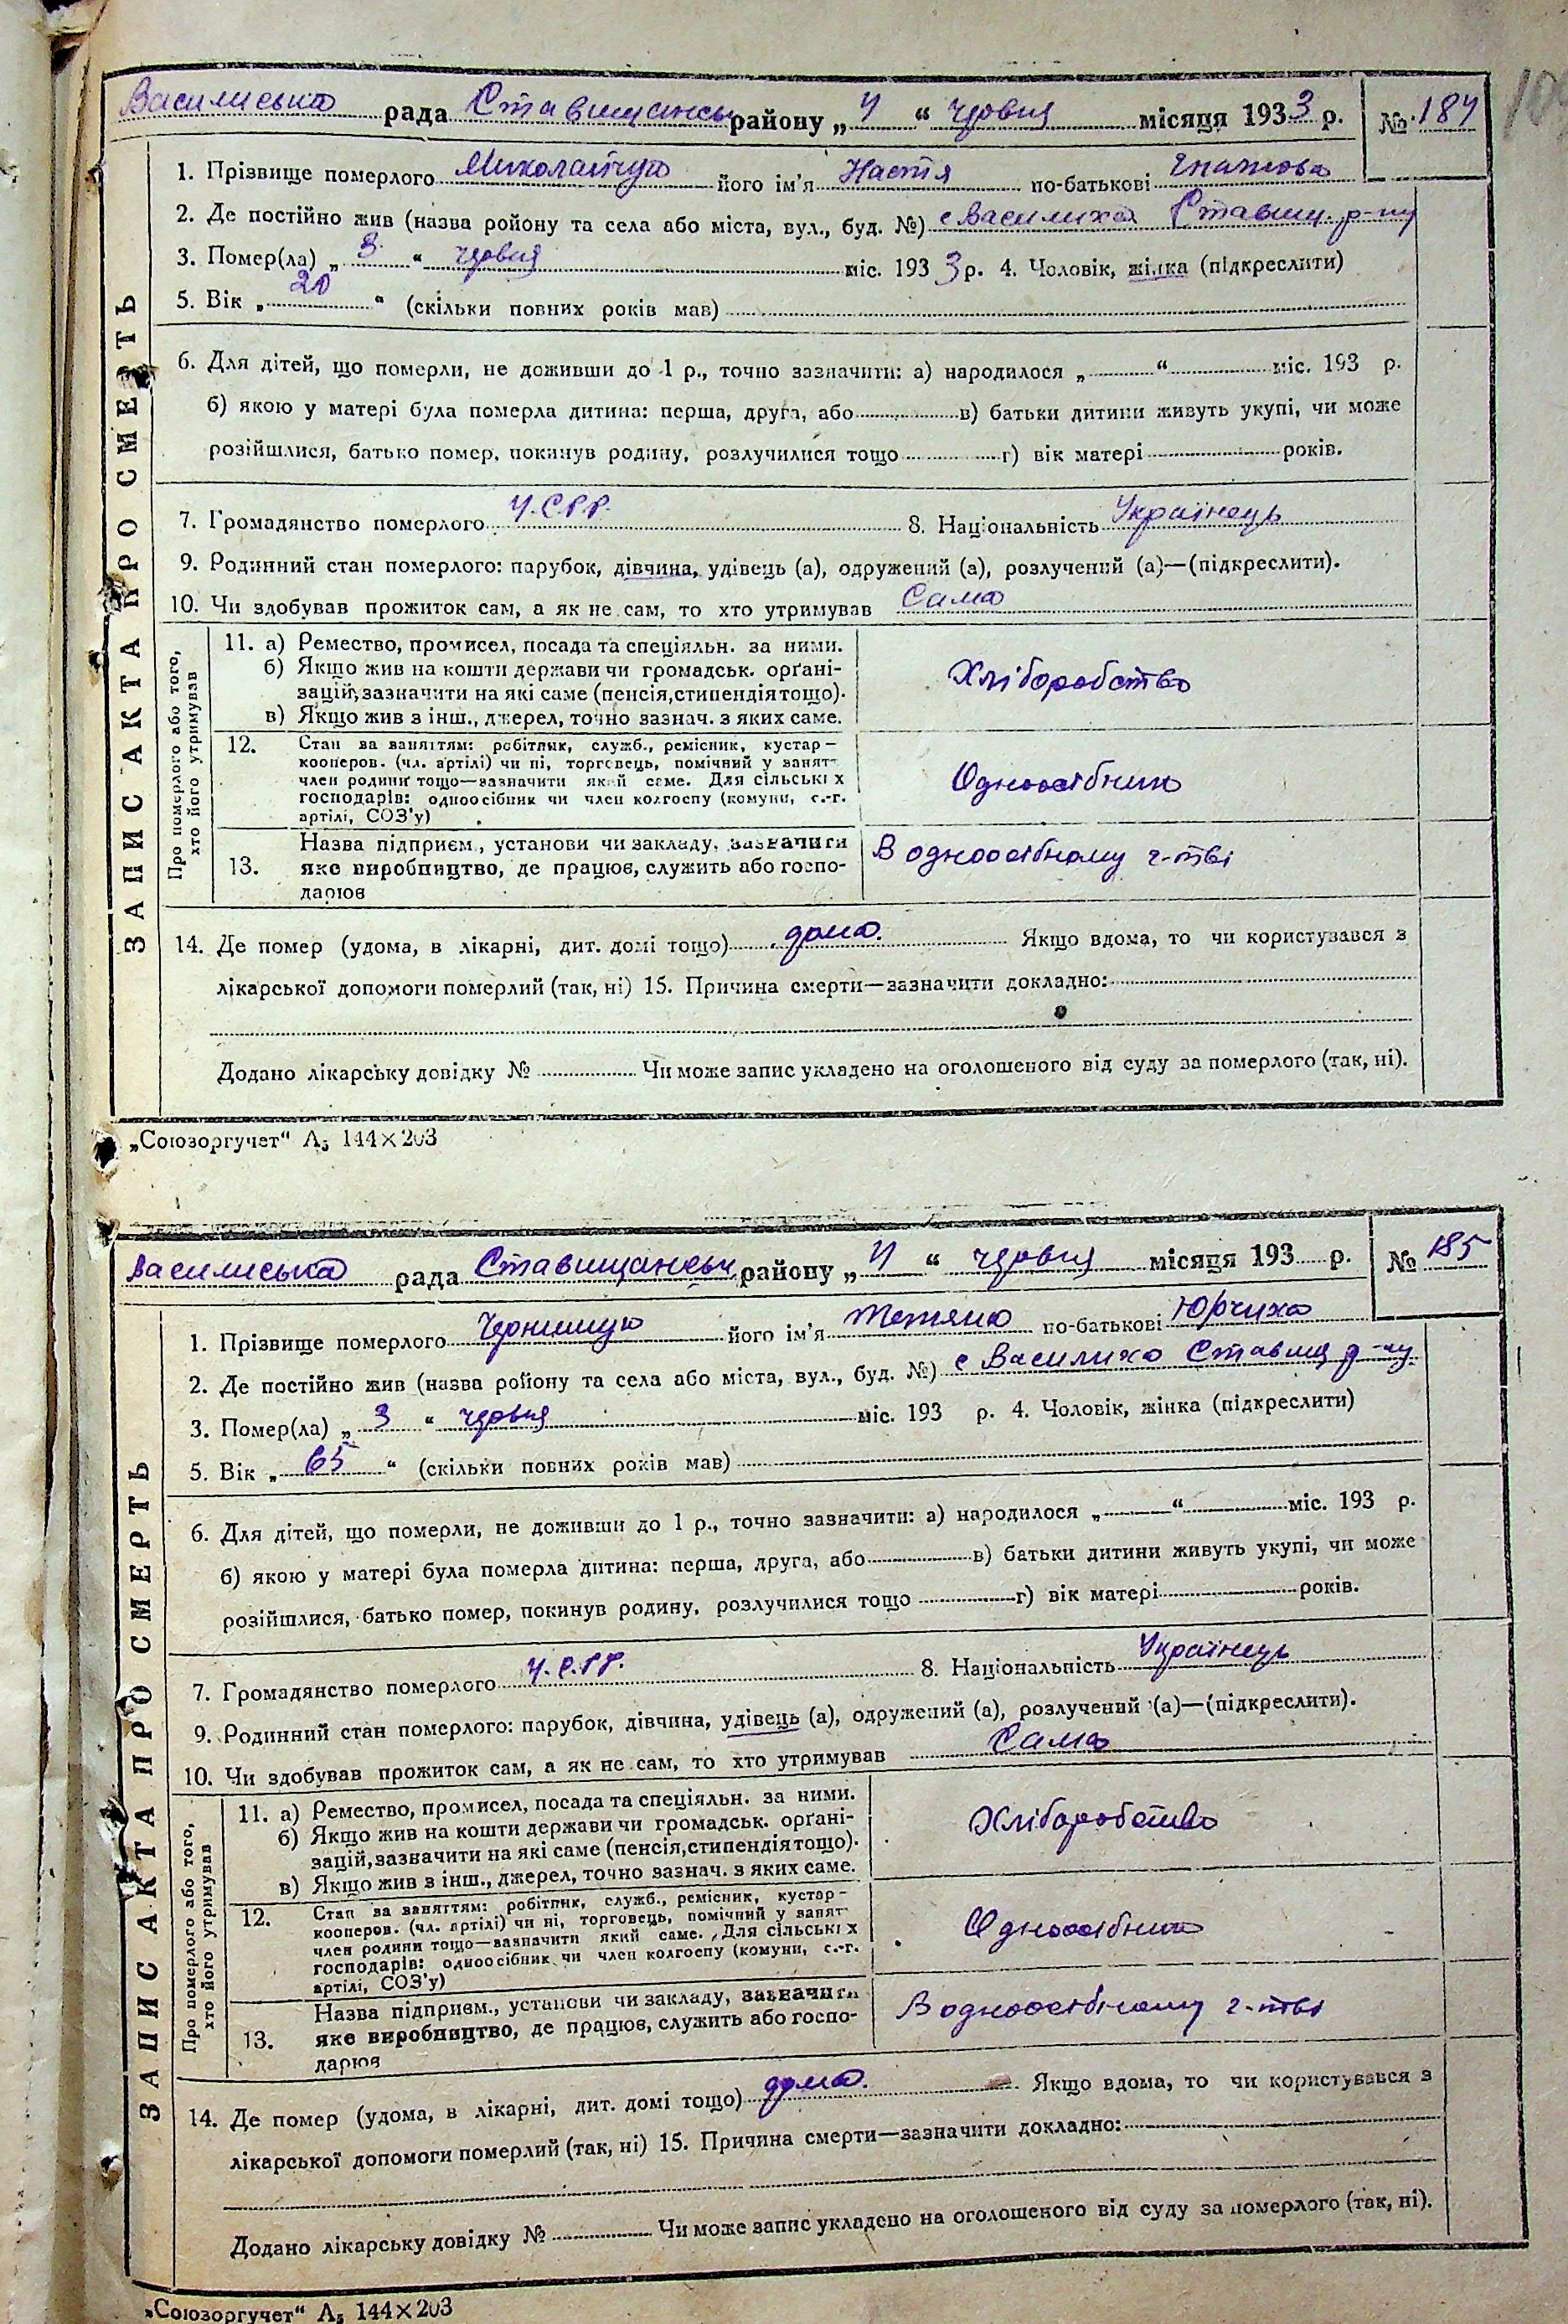 Василиська рада Ставищанськ району „4“ червня місяця 1933 р. № 184
1. Прізвище померлого Миколайчук його ім'я Настя по-батькові Гнатова
2. Де постійно жив (назва ройону та села або міста, вул., буд. №) с Василиха Ставищ. р-ну
3. Помер(ла) „3“ червня міс. 1933 р. 4. Чоловік, жінка (підкреслити)
5. Вік „20“ (скільки повних років мав)
6. Для дітей, що померли, не доживши до 1 р., точно зазначити: а) народилося „ “ міс. 193 р.
б) якою у матері була померла дитина: перша, друга, або в) батьки дитини живуть укупі, чи може
розійшлися, батько помер, покинув родину, розлучилися тощо г) вік матері років.
7. Громадянство померлого У.С.Р.Р. 8. Національність Українець
9. Родинний стан померлого: парубок, дівчина, удівець (а), одружений (а), розлучений (а)—(підкреслити).
10. Чи здобував прожиток сам, а як не сам, то хто утримував Сама
ЗАПИС АКТА ПРО СМЕРТЬ
Про померлого або того,
хто його утримував
11. а) Ремество, промисел, посада та спеціяльн. за ними.
б) Якщо жив на кошти держави чи громадськ. орґані-
зацій, зазначити на які саме (пенсія, стипендія тощо).
в) Якщо жив з інш., джерел, точно зазнач. з яких саме.
Хліборобство
12. Стан за заняттям: робітник, служб., ремісник, кустар—
кооперов. (чл. артілі) чи ні, торговець, помічний у занят-
член родини тощо—зазначити який саме. Для сільських
господарів: одноосібник чи член колгоспу (комуни, с.-г.
артілі, СОЗ'у)
Одноосібник
13. Назва підприєм., установи чи закладу, зазначити
яке виробництво, де працює, служить або госпо-
дарює
В одноосібному г-тві
14. Де помер (удома, в лікарні, дит. домі тощо) дома. Якщо вдома, то чи користувався з
лікарської допомоги померлий (так, ні) 15. Причина смерти—зазначити докладно:
Додано лікарську довідку № Чи може запис укладено на оголошеного від суду за померлого (так, ні).
„Союзоргучет“ А5 144×203
Василиська рада Ставищанськ району „4“ червня місяця 193 р. № 185
1. Прізвище померлого його ім'я Тетяна по-батькові Юрчиха
2. Де постійно жив (назва ройону та села або міста, вул., буд. №) с Василиха Ставищ р-ну
3. Помер(ла) „3“ червня міс. 193 р. 4. Чоловік, жінка (підкреслити)
5. Вік „65“ (скільки повних років мав)
6. Для дітей, що померли, не доживши до 1 р., точно зазначити: а) народилося „ “ міс. 193 р.
б) якою у матері була померла дитина: перша, друга, або в) батьки дитини живуть укупі, чи може
розійшлися, батько помер, покинув родину, розлучилися тощо г) вік матері років.
7. Громадянство померлого У.С.Р.Р. 8. Національність Українець
9. Родинний стан померлого: парубок, дівчина, удівець (а), одружений (а), розлучений (а)—(підкреслити).
10. Чи здобував прожиток сам, а як не сам, то хто утримував Сама
ЗАПИС АКТА ПРО СМЕРТЬ
Про померлого або того,
хто його утримував
11. а) Ремество, промисел, посада та спеціяльн. за ними.
б) Якщо жив на кошти держави чи громадськ. орґані-
зацій, зазначити на які саме (пенсія, стипендія тощо).
в) Якщо жив з інш., джерел, точно зазнач. з яких саме.
Хліборобство
12. Стан за заняттям: робітник, служб., ремісник, кустар—
кооперов. (чл. артілі) чи ні, торговець, помічний у занят-
член родини тощо—зазначити який саме. Для сільських
господарів: одноосібник чи член колгоспу (комуни, с.-г.
артілі, СОЗ'у)
Одноосібник
13. Назва підприєм., установи чи закладу, зазначити
яке виробництво, де працює, служить або госпо-
дарює
В одноосібному г-тві
14. Де помер (удома, в лікарні, дит. домі тощо) дома. Якщо вдома, то чи користувався з
лікарської допомоги померлий (так, ні) 15. Причина смерти—зазначити докладно:
Додано лікарську довідку № Чи може запис укладено на оголошеного від суду за померлого (так, ні).
„Союзоргучет“ А5 144×203